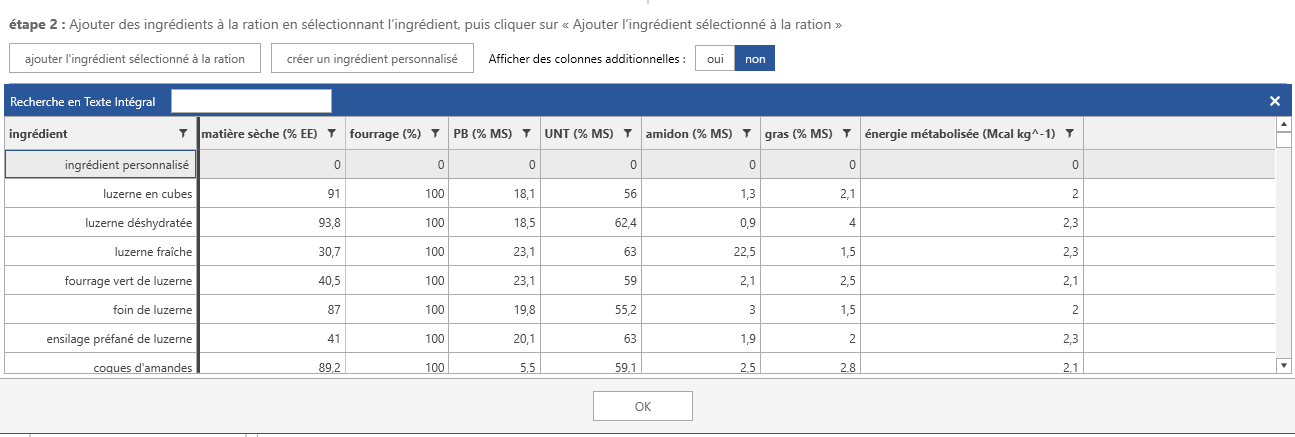 étape 2 : Ajouter des ingrédients à la ration en sélectionnant l'ingrédient, puis cliquer sur « Ajouter l'ingrédient sélectionné à la ration »
ajouter l'ingrédient sélectionné à la ration créer un ingrédient personnalisé Afficher des colonnes additionnelles : oui non
Recherche en Texte Intégral
ingrédient matière sèche (% EE) fourrage (%) PB (% MS) UNT (% MS) amidon (% MS) gras (% MS) énergie métabolisée (Mcal kg^-1)
ingrédient personnalisé 0 0 0 0 0 0 0
luzerne en cubes 91 100 18,1 56 1,3 2,1 2
luzerne déshydratée 93,8 100 18,5 62,4 0,9 4 2,3
luzerne fraîche 30,7 100 23,1 63 22,5 1,5 2,3
fourrage vert de luzerne 40,5 100 23,1 59 2,1 2,5 2,1
foin de luzerne 87 100 19,8 55,2 3 1,5 2
ensilage préfané de luzerne 41 100 20,1 63 1,9 2 2,3
coques d'amandes 89,2 100 5,5 59,1 2,5 2,8 2,1
OK